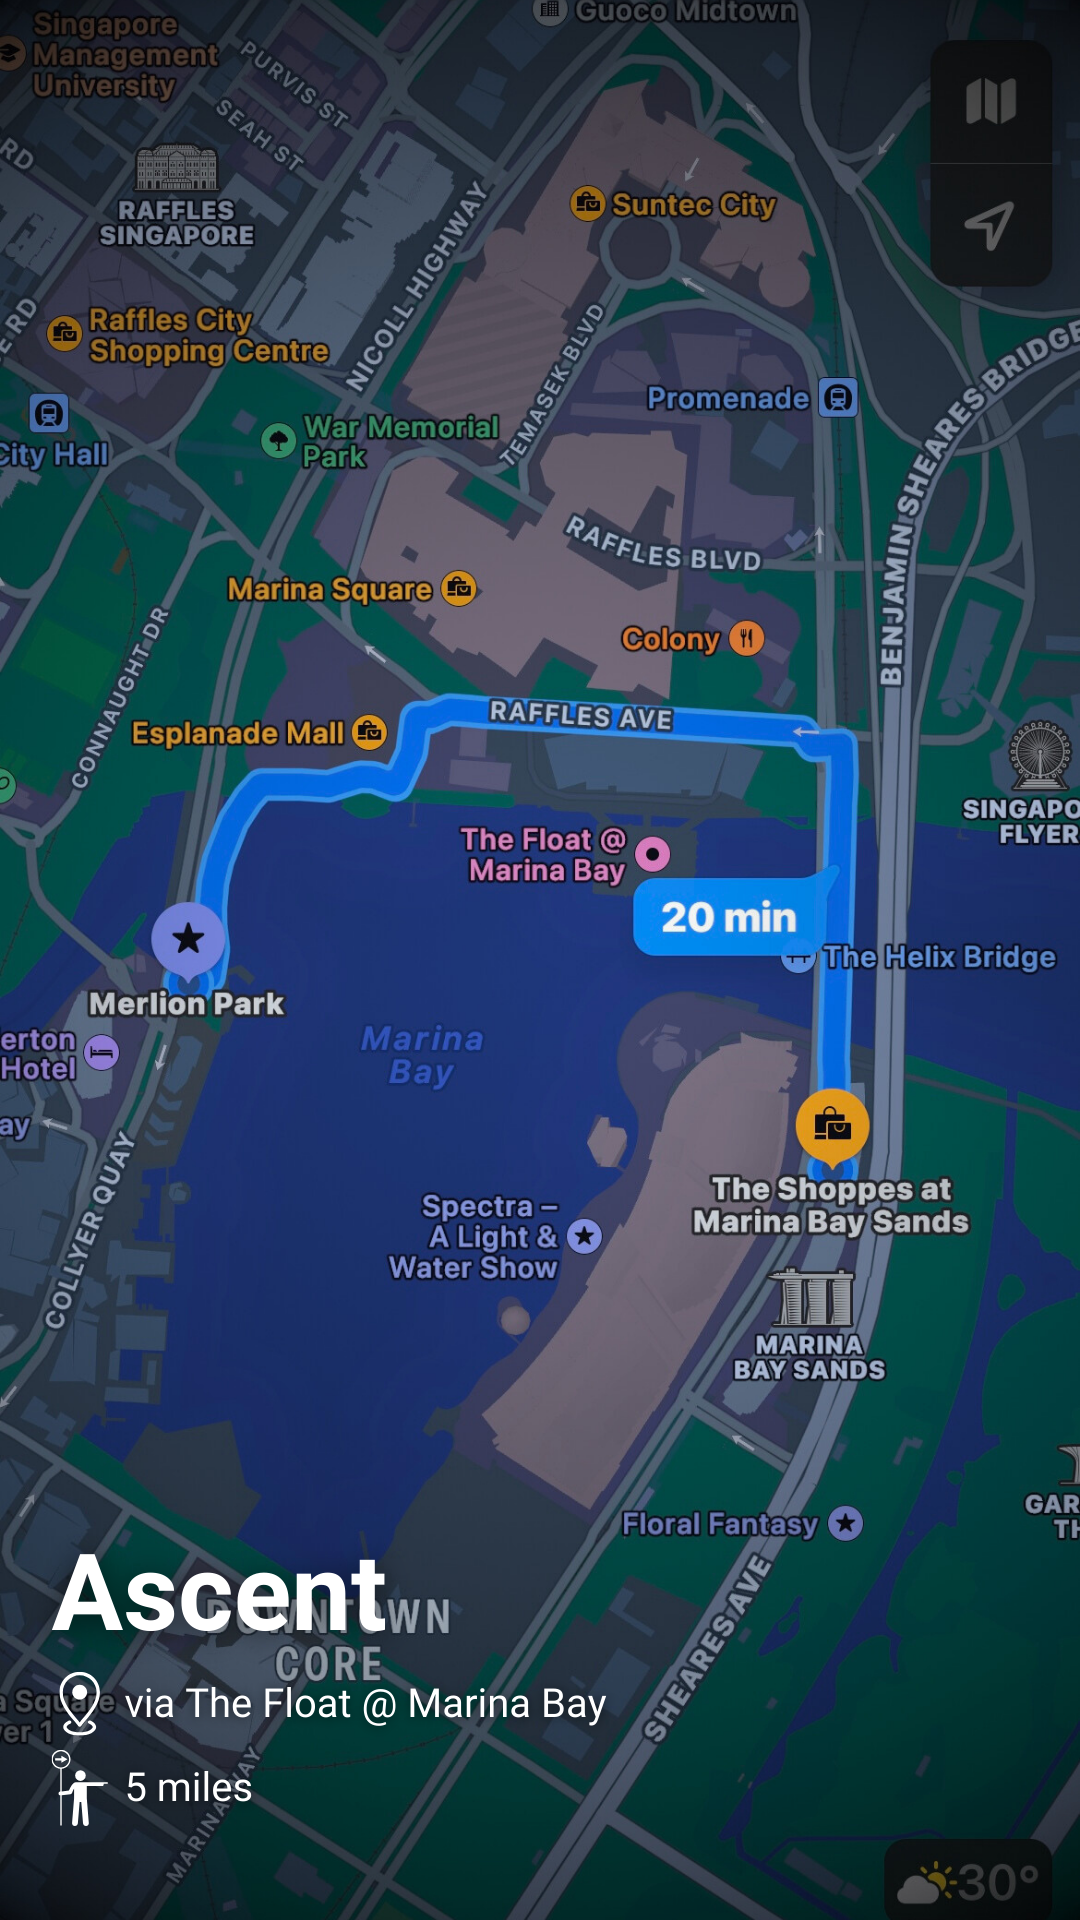 Guoco Midtown
Singapore
Management
University
PURVIS ST
SEAH ST
RD
RAFFLES
SINGAPORE
Suntec City
NICOLL HIGHWAY
Raffles City
Shopping Centre
ER RD
TEMASEK BLVD
BENJAMIN SHEARES BRIDGE
Promenade
City Hall
War Memorial
Park
RAFFLES BLVD
Marina Square
Colony
CONNAUGHT DR
RAFFLES AVE
Esplanade Mall
SINGAPO
FLYER
The Float @
Marina Bay
20 min
The Helix Bridge
Merlion Park
erton
Hotel
Marina
Bay
ay
COLLYER QUAY
The Shoppes at
Marina Bay Sands
Spectra –
A Light &
Water Show
MARINA
BAY SANDS
GAR
TH
Floral Fantasy
SHEARES AVE
Ascent
DOWNTOWN
CORE
a Square
er 1
via The Float @ Marina Bay
5 miles
MARINA WAY
30°